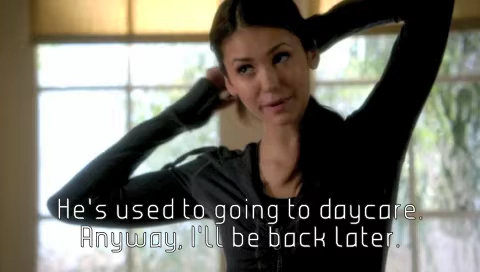 He's used to going to daycare.
Anyway, I'll be back later.